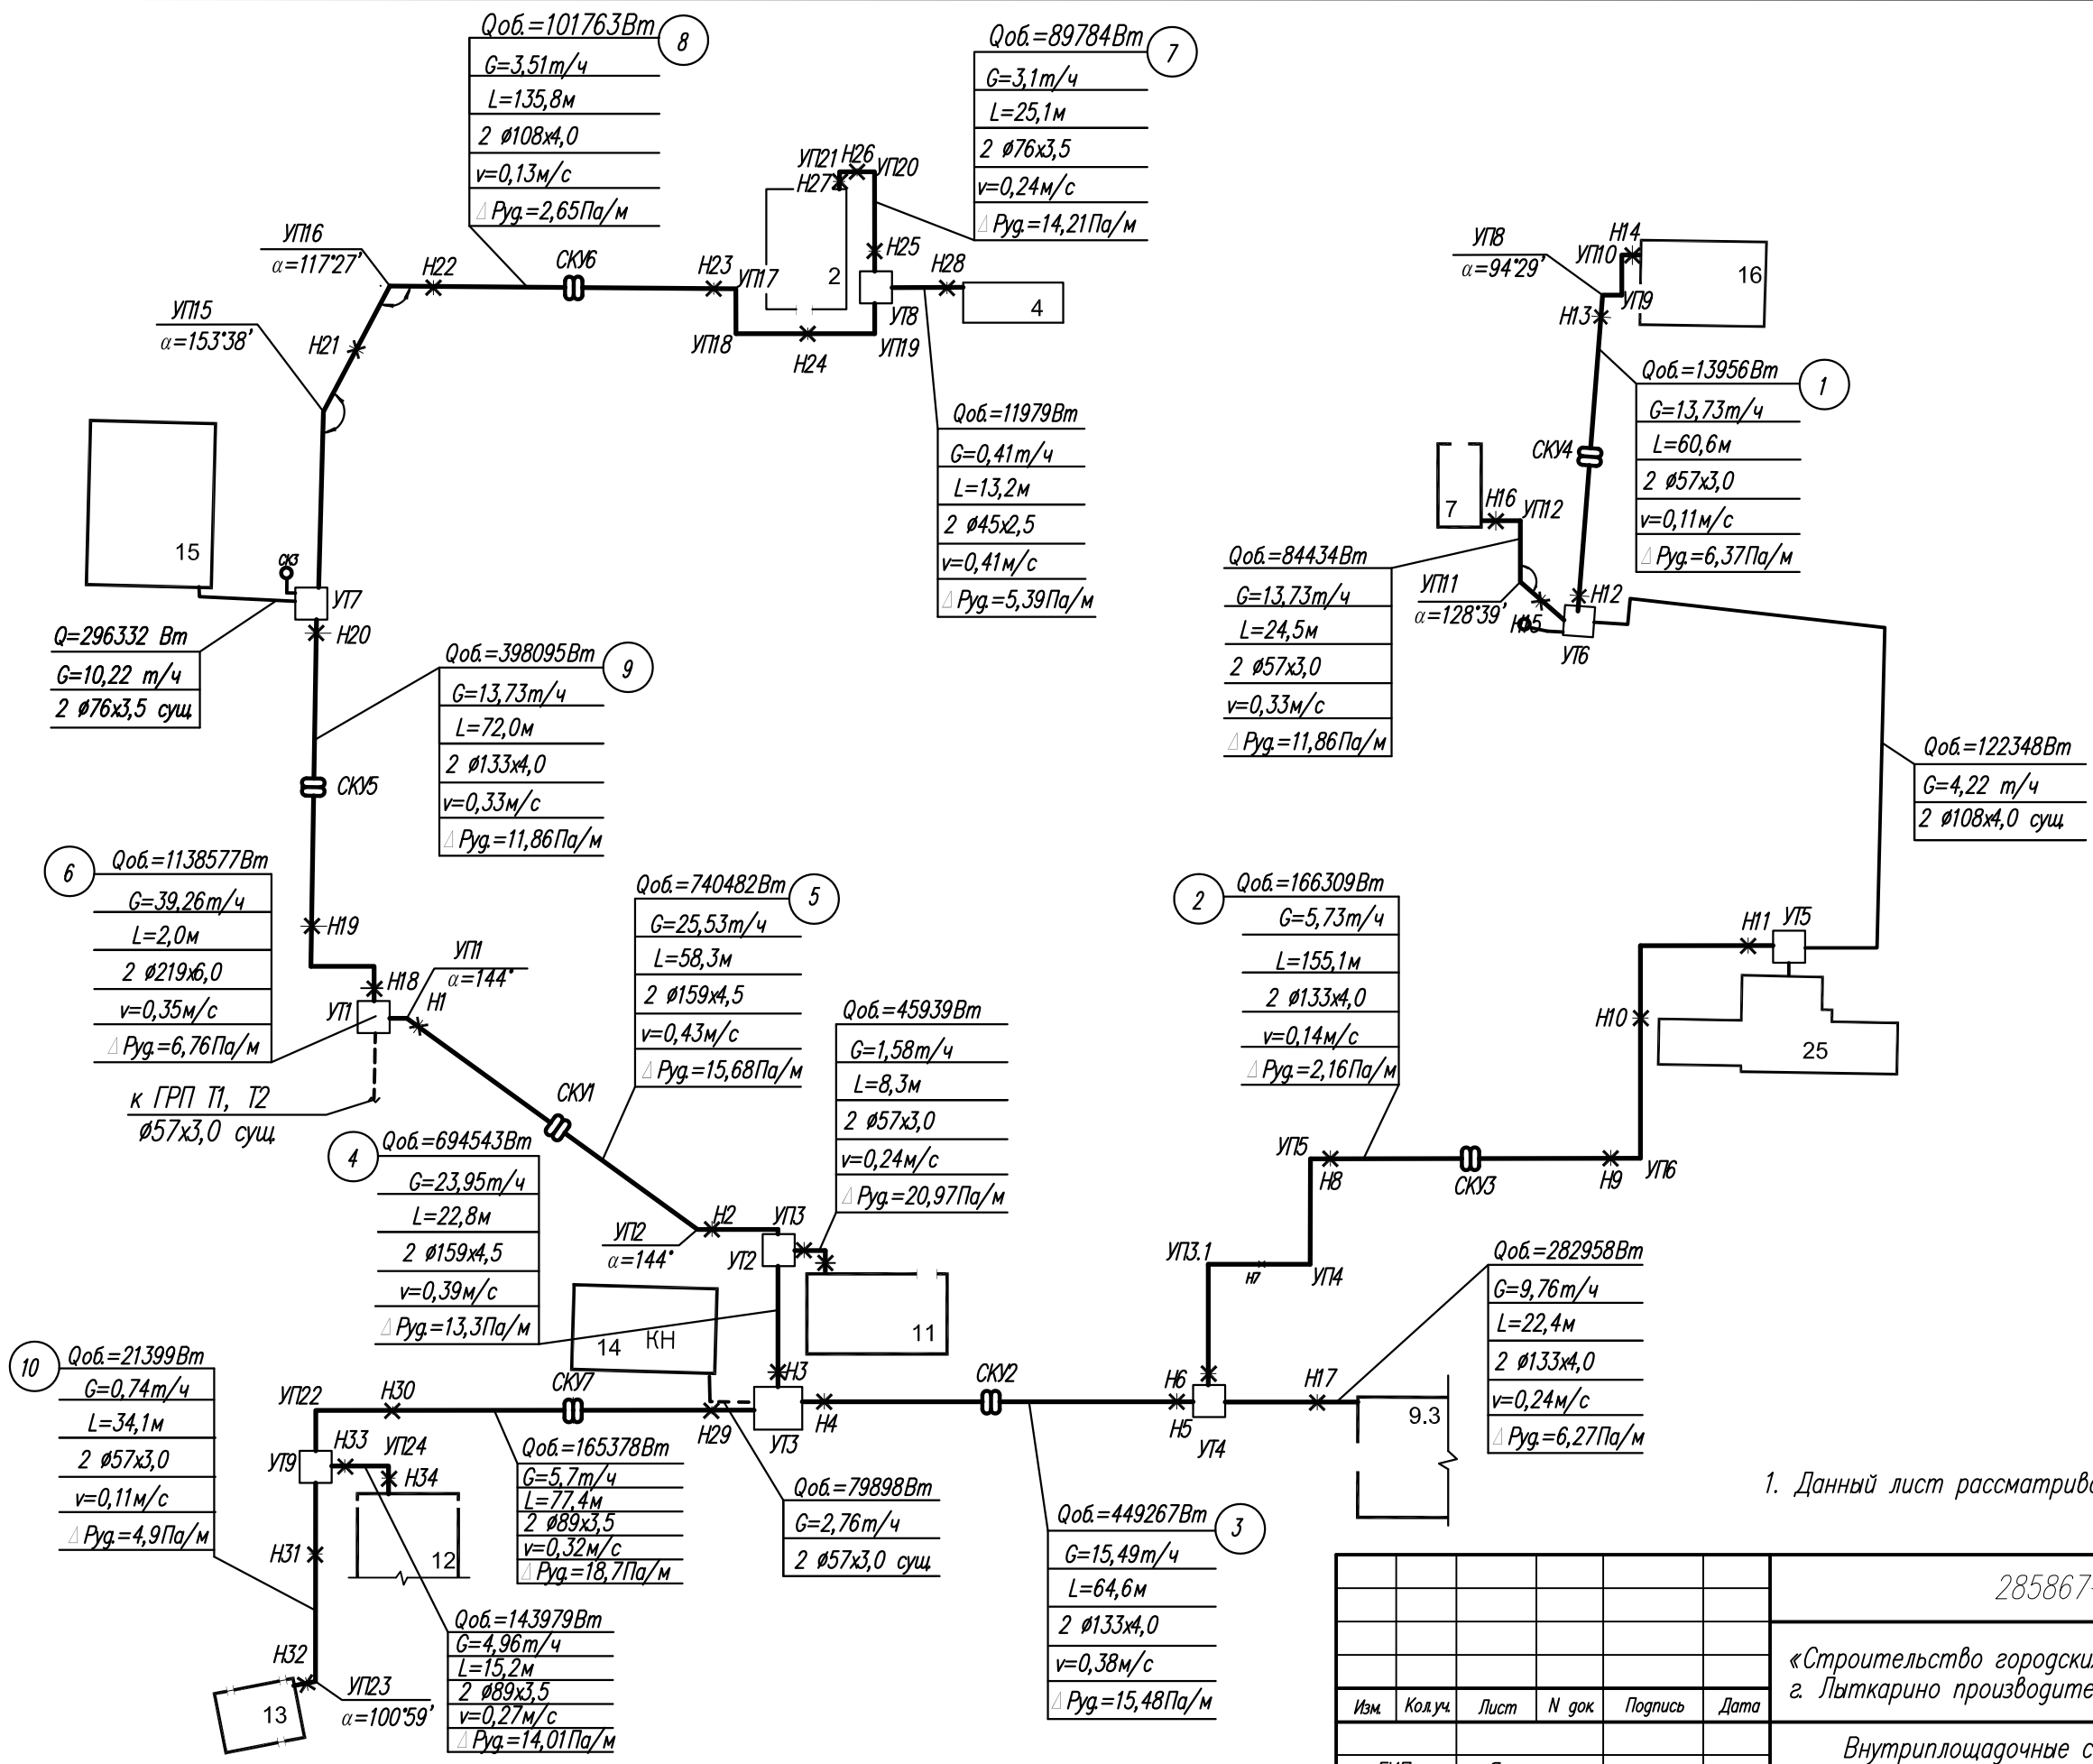 Qоб.=101763Вт
8
G=3,51т/ч
L=135,8м
2 ø108х4,0
v=0,13м/с
△Pуд.=2,65Па/м
Qоб.=89784Вт
7
G=3,1т/ч
L=25,1м
2 ø76х3,5
v=0,24м/с
△Pуд.=14,21Па/м
УП21
Н26
УП20
Н27
Н25
2
Н28
4
УТ8
УП19
Н24
УП18
УП17
Н23
СКУ6
Н22
УП16
α=117°27'
УП15
α=153°38'
Н21
Qоб.=11979Вт
G=0,41т/ч
L=13,2м
2 ø45х2,5
v=0,41м/с
△Pуд.=5,39Па/м
УП8
α=94°29'
Н14
УП10
16
УП9
Н13
Qоб.=13956Вт
1
G=13,73т/ч
L=60,6м
2 ø57х3,0
v=0,11м/с
△Pуд.=6,37Па/м
СКУ4
7
Н16
УП12
Qоб.=84434Вт
G=13,73т/ч
L=24,5м
2 ø57х3,0
v=0,33м/с
△Pуд.=11,86Па/м
УП11
α=128°39'
Н15
Н12
УТ6
15
СКЗ
УТ7
Н20
Q=296332 Вт
G=10,22 т/ч
2 ø76х3,5 сущ.
Qоб.=398095Вт
9
G=13,73т/ч
L=72,0м
2 ø133х4,0
v=0,33м/с
△Pуд.=11,86Па/м
СКУ5
Qоб.=122348Вт
G=4,22 т/ч
2 ø108х4,0 сущ.
6
Qоб.=1138577Вт
G=39,26т/ч
L=2,0м
2 ø219х6,0
v=0,35м/с
△Pуд.=6,76Па/м
Н19
Н18
УТ1
УП1
α=144°
Н1
к ГРП Т1, Т2
ø57х3,0 сущ.
Qоб.=740482Вт
5
G=25,53т/ч
L=58,3м
2 ø159х4,5
v=0,43м/с
△Pуд.=15,68Па/м
СКУ1
Qоб.=45939Вт
G=1,58т/ч
L=8,3м
2 ø57х3,0
v=0,24м/с
△Pуд.=20,97Па/м
2
Qоб.=166309Вт
G=5,73т/ч
L=155,1м
2 ø133х4,0
v=0,14м/с
△Pуд.=2,16Па/м
Н11
УТ5
Н10
25
УП5
Н8
СКУ3
Н9
УП6
4
Qоб.=694543Вт
G=23,95т/ч
L=22,8м
2 ø159х4,5
v=0,39м/с
△Pуд.=13,3Па/м
Н2
УП3
УП2
α=144°
УТ2
11
14
КН
Н3
УП3.1
Н7
УП4
Qоб.=282958Вт
G=9,76т/ч
L=22,4м
2 ø133х4,0
v=0,24м/с
△Pуд.=6,27Па/м
10
Qоб.=21399Вт
G=0,74т/ч
L=34,1м
2 ø57х3,0
v=0,11м/с
△Pуд.=4,9Па/м
УП22
Н30
СКУ7
Н29
УТ3
Н4
СКУ2
Н6
Н5
УТ4
Н17
9.3
УТ9
Н33
УП24
Н34
12
Н31
Н32
13
УП23
α=100°59'
Qоб.=165378Вт
G=5,7т/ч
L=77,4м
2 ø89х3,5
v=0,32м/с
△Pуд.=18,7Па/м
Qоб.=79898Вт
G=2,76т/ч
2 ø57х3,0 сущ.
Qоб.=143979Вт
G=4,96т/ч
L=15,2м
2 ø89х3,5
v=0,27м/с
△Pуд.=14,01Па/м
Qоб.=449267Вт
3
G=15,49т/ч
L=64,6м
2 ø133х4,0
v=0,38м/с
△Pуд.=15,48Па/м
1. Данный лист рассматрива
285867-
«Строительство городски
г. Лыткарино производите
Изм. Кол.уч. Лист N док Подпись Дата
Внутриплощадочные с